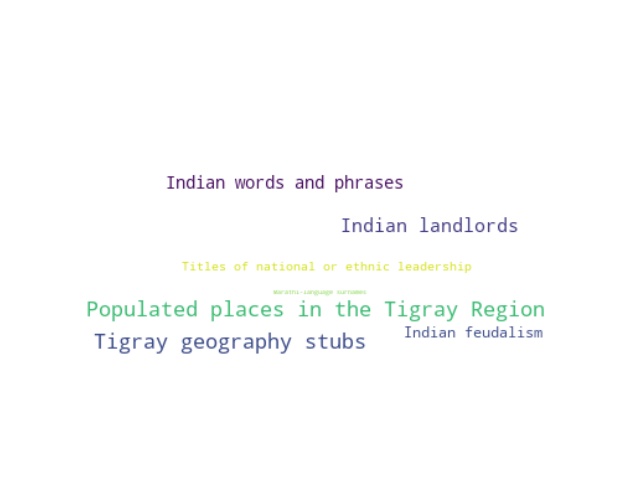 Indian words and phrases
Indian landlords
Titles of national or ethnic leadership
Marathi-language surnames
Populated places in the Tigray Region
Indian feudalism
Tigray geography stubs